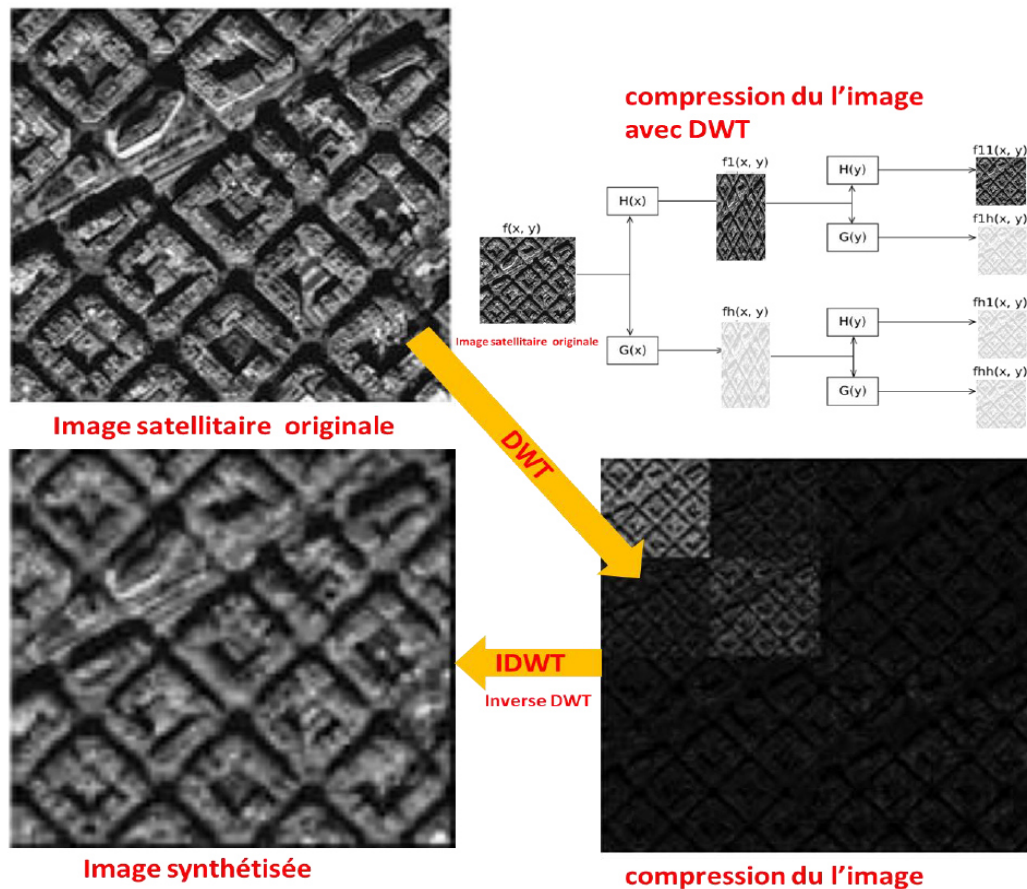 compression du l'image
avec DWT
f11(x, y)
H(y)
f1(x, y)
H(x)
f1h(x, y)
f(x, y)
G(y)
fh1(x, y)
fh(x, y)
H(y)
Image satellitaire originale
G(x)
fhh(x, y)
G(y)
Image satellitaire originale
DWT
IDWT
Inverse DWT
Image synthétisée
compression du l'image